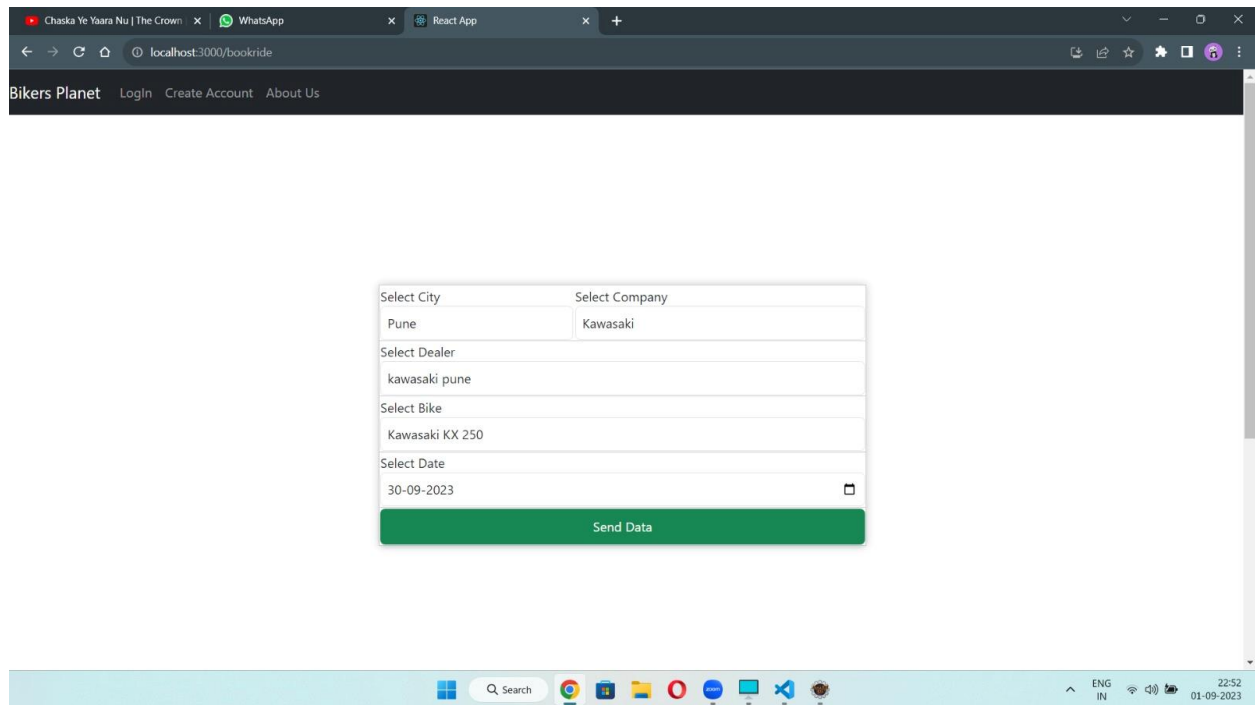 Chaska Ye Yaara Nu | The Crown
WhatsApp
React App
localhost:3000/bookride
Bikers Planet LogIn Create Account About Us
Select City Select Company
Pune Kawasaki
Select Dealer
kawasaki pune
Select Bike
Kawasaki KX 250
Select Date
30-09-2023
Send Data
Search
zoom
ENG
IN
22:52
01-09-2023